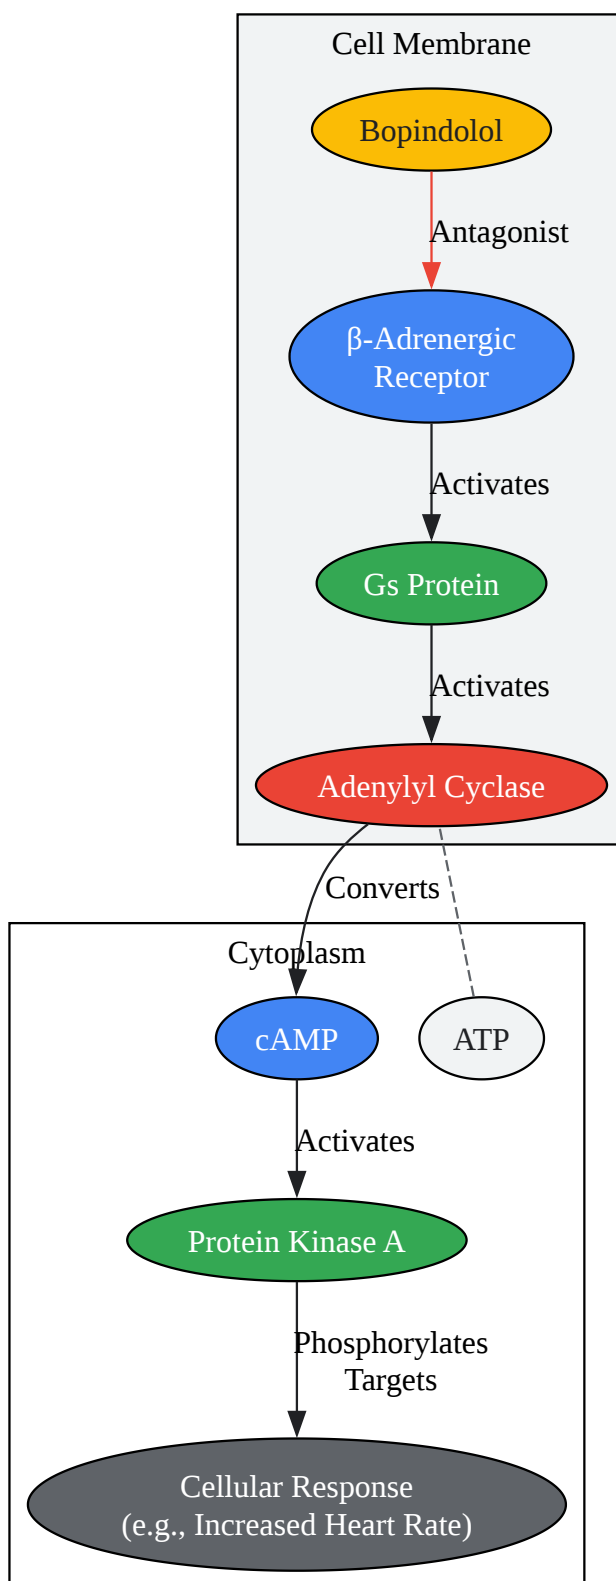 Cell Membrane
Bopindolol
Antagonist
β-Adrenergic
Receptor
Activates
Gs Protein
Activates
Adenylyl Cyclase
Converts
Cytoplasm
cAMP
ATP
Activates
Protein Kinase A
Phosphorylates
Targets
Cellular Response
(e.g., Increased Heart Rate)